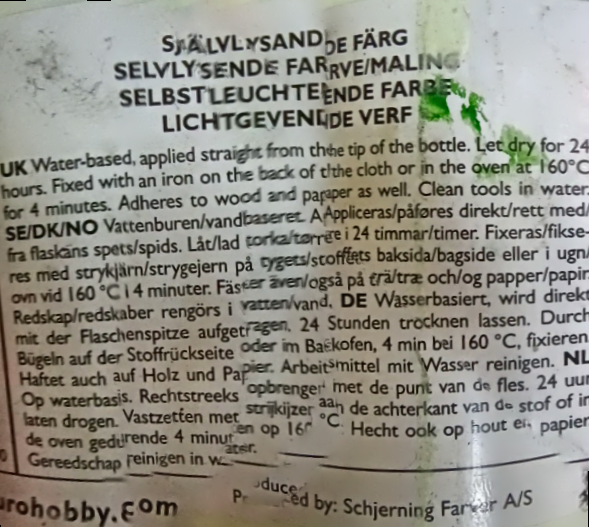 SJÄLVLYSANDE FÄRG
SELVLYSENDE FARVE/MALING
SELBSTLEUCHTENDE FARBE
LICHTGEVENDE VERF
UK Water-based, applied straight from the tip of the bottle. Let dry for 24
hours. Fixed with an iron on the back of the cloth or in the oven at 160°C
for 4 minutes. Adheres to wood and paper as well. Clean tools in water.
SE/DK/NO Vattenburen/vandbaseret. Appliceras/påføres direkt/rett med/
fra flaskans spets/spids. Låt/lad torka/tørre i 24 timmar/timer. Fixeras/fikse-
res med strykjärn/strygejern på tygets/stoffets baksida/bagside eller i ugn/
ovn vid 160 °C i 4 minuter. Fäster även/også på trä/træ och/og papper/papir.
Redskap/redskaber rengörs i vatten/vand. DE Wasserbasiert, wird direkt
mit der Flaschenspitze aufgetragen. 24 Stunden trocknen lassen. Durch
Bügeln auf der Stoffrückseite oder im Backofen, 4 min bei 160 °C, fixieren.
Haftet auch auf Holz und Papier. Arbeitsmittel mit Wasser reinigen. NL
Op waterbasis. Rechtstreeks opbrengen met de punt van de fles. 24 uur
laten drogen. Vastzetten met strijkijzer aan de achterkant van de stof of in
de oven gedurende 4 minuten op 160 °C. Hecht ook op hout en papier.
Gereedschap reinigen in water.
urohobby.com
Produced by: Schjerning Farver A/S